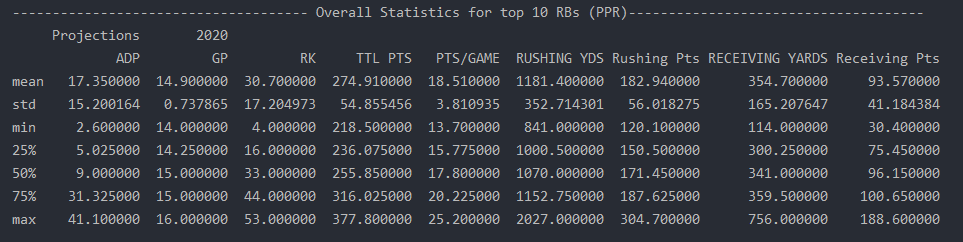 ------------------------------------ Overall Statistics for top 10 RBs (PPR)------------------------------------
Projections 2020
ADP GP RK TTL PTS PTS/GAME RUSHING YDS Rushing Pts RECEIVING YARDS Receiving Pts
mean 17.350000 14.900000 30.700000 274.910000 18.510000 1181.400000 182.940000 354.700000 93.570000
std 15.200164 0.737865 17.204973 54.855456 3.810935 352.714301 56.018275 165.207647 41.184384
min 2.600000 14.000000 4.000000 218.500000 13.700000 841.000000 120.100000 114.000000 30.400000
25% 5.025000 14.250000 16.000000 236.075000 15.775000 1000.500000 150.500000 300.250000 75.450000
50% 9.000000 15.000000 33.000000 255.850000 17.800000 1070.000000 171.450000 341.000000 96.150000
75% 31.325000 15.000000 44.000000 316.025000 20.225000 1152.750000 187.625000 359.500000 100.650000
max 41.100000 16.000000 53.000000 377.800000 25.200000 2027.000000 304.700000 756.000000 188.600000